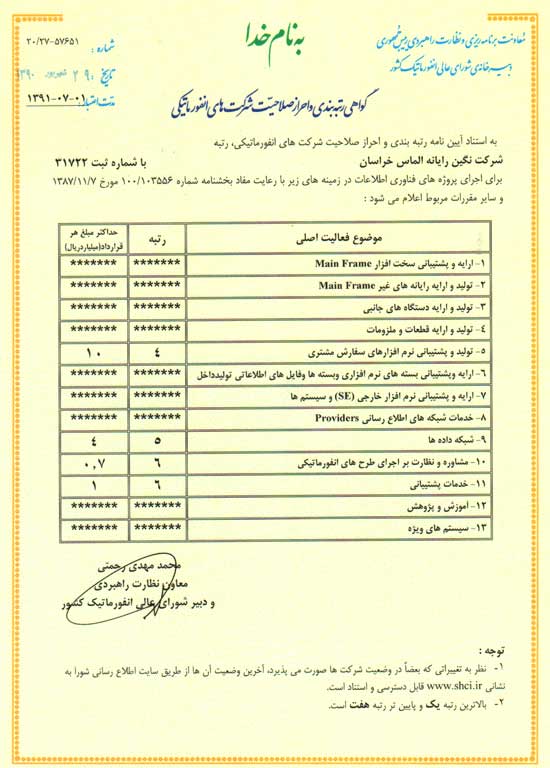 به نام خدا
معاونت برنامه ریزی و نظارت راهبردی رییس جمهوری
دبیرخانه شورای عالی انفورماتیک کشور
شماره : ۲۰/۲۷-۵۷۶۵۱
تاریخ : ۲۹ شهریور ۱۳۹۰
مدت اعتبار : ۱۳۹۱-۰۷-۰۱
گواهی رتبه بندی و احراز صلاحیت شرکت های انفورماتیکی
به استناد آیین نامه رتبه بندی و احراز صلاحیت شرکت های انفورماتیکی، رتبه
شرکت نگین رایانه الماس خراسان با شماره ثبت ۳۱۷۲۲
برای اجرای پروژه های فناوری اطلاعات در زمینه های زیر با رعایت مفاد بخشنامه شماره ۱۰۰/۱۰۳۵۵۶ مورخ ۱۳۸۷/۱۱/۷
و سایر مقررات مربوط اعلام می شود :
موضوع فعالیت اصلی رتبه حداکثر مبلغ هر
قرارداد(میلیاردریال)
۱- ارایه و پشتیبانی سخت افزار Main Frame ******* *******
۲- تولید و ارایه رایانه های غیر Main Frame ******* *******
۳- تولید و ارایه دستگاه های جانبی ******* *******
۴- تولید و ارایه قطعات و ملزومات ******* *******
۵- تولید و پشتیبانی نرم افزارهای سفارش مشتری ۴ ۱۰
۶- ارایه وپشتیبانی بسته های نرم افزاری وبسته ها وفایل های اطلاعاتی تولیدداخل ******* *******
۷- ارایه و پشتیبانی نرم افزار خارجی (SE) و سیستم ها ******* *******
۸- خدمات شبکه های اطلاع رسانی Providers ******* *******
۹- شبکه داده ها ۵ ۴
۱۰- مشاوره و نظارت بر اجرای طرح های انفورماتیکی ۶ ۰,۷
۱۱- خدمات پشتیبانی ۶ ۱
۱۲- آموزش و پژوهش ******* *******
۱۳- سیستم های ویژه ******* *******
محمد مهدی رحمتی
معاون نظارت راهبردی
و دبیر شورای عالی انفورماتیک کشور
توجه :
۱- نظر به تغییراتی که بعضاً در وضعیت شرکت ها صورت می پذیرد، آخرین وضعیت آن ها از طریق سایت اطلاع رسانی شورا به
نشانی www.shci.ir قابل دسترسی و استناد است.
۲- بالاترین رتبه یک و پایین تر رتبه هفت است.